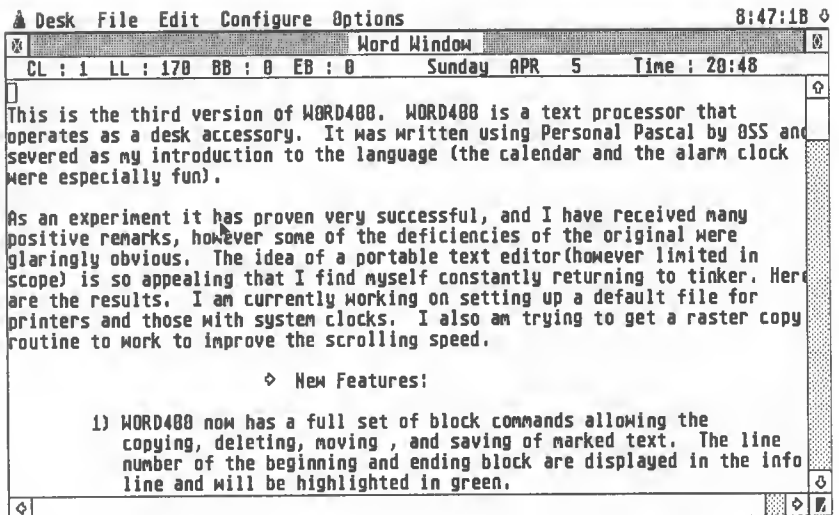 Desk File Edit Configure Options 8:47:18
Word Window
CL : 1 LL : 170 BB : 0 EB : 0 Sunday APR 5 Time : 20:48
This is the third version of WORD400. WORD400 is a text processor that
operates as a desk accessory. It was written using Personal Pascal by OSS and
severed as my introduction to the language (the calendar and the alarm clock
were especially fun).
As an experiment it has proven very successful, and I have received many
positive remarks, however some of the deficiencies of the original were
glaringly obvious. The idea of a portable text editor(however limited in
scope) is so appealing that I find myself constantly returning to tinker. Here
are the results. I am currently working on setting up a default file for
printers and those with system clocks. I also am trying to get a raster copy
routine to work to improve the scrolling speed.
New Features:
1) WORD400 now has a full set of block commands allowing the
copying, deleting, moving , and saving of marked text. The line
number of the beginning and ending block are displayed in the info
line and will be highlighted in green.